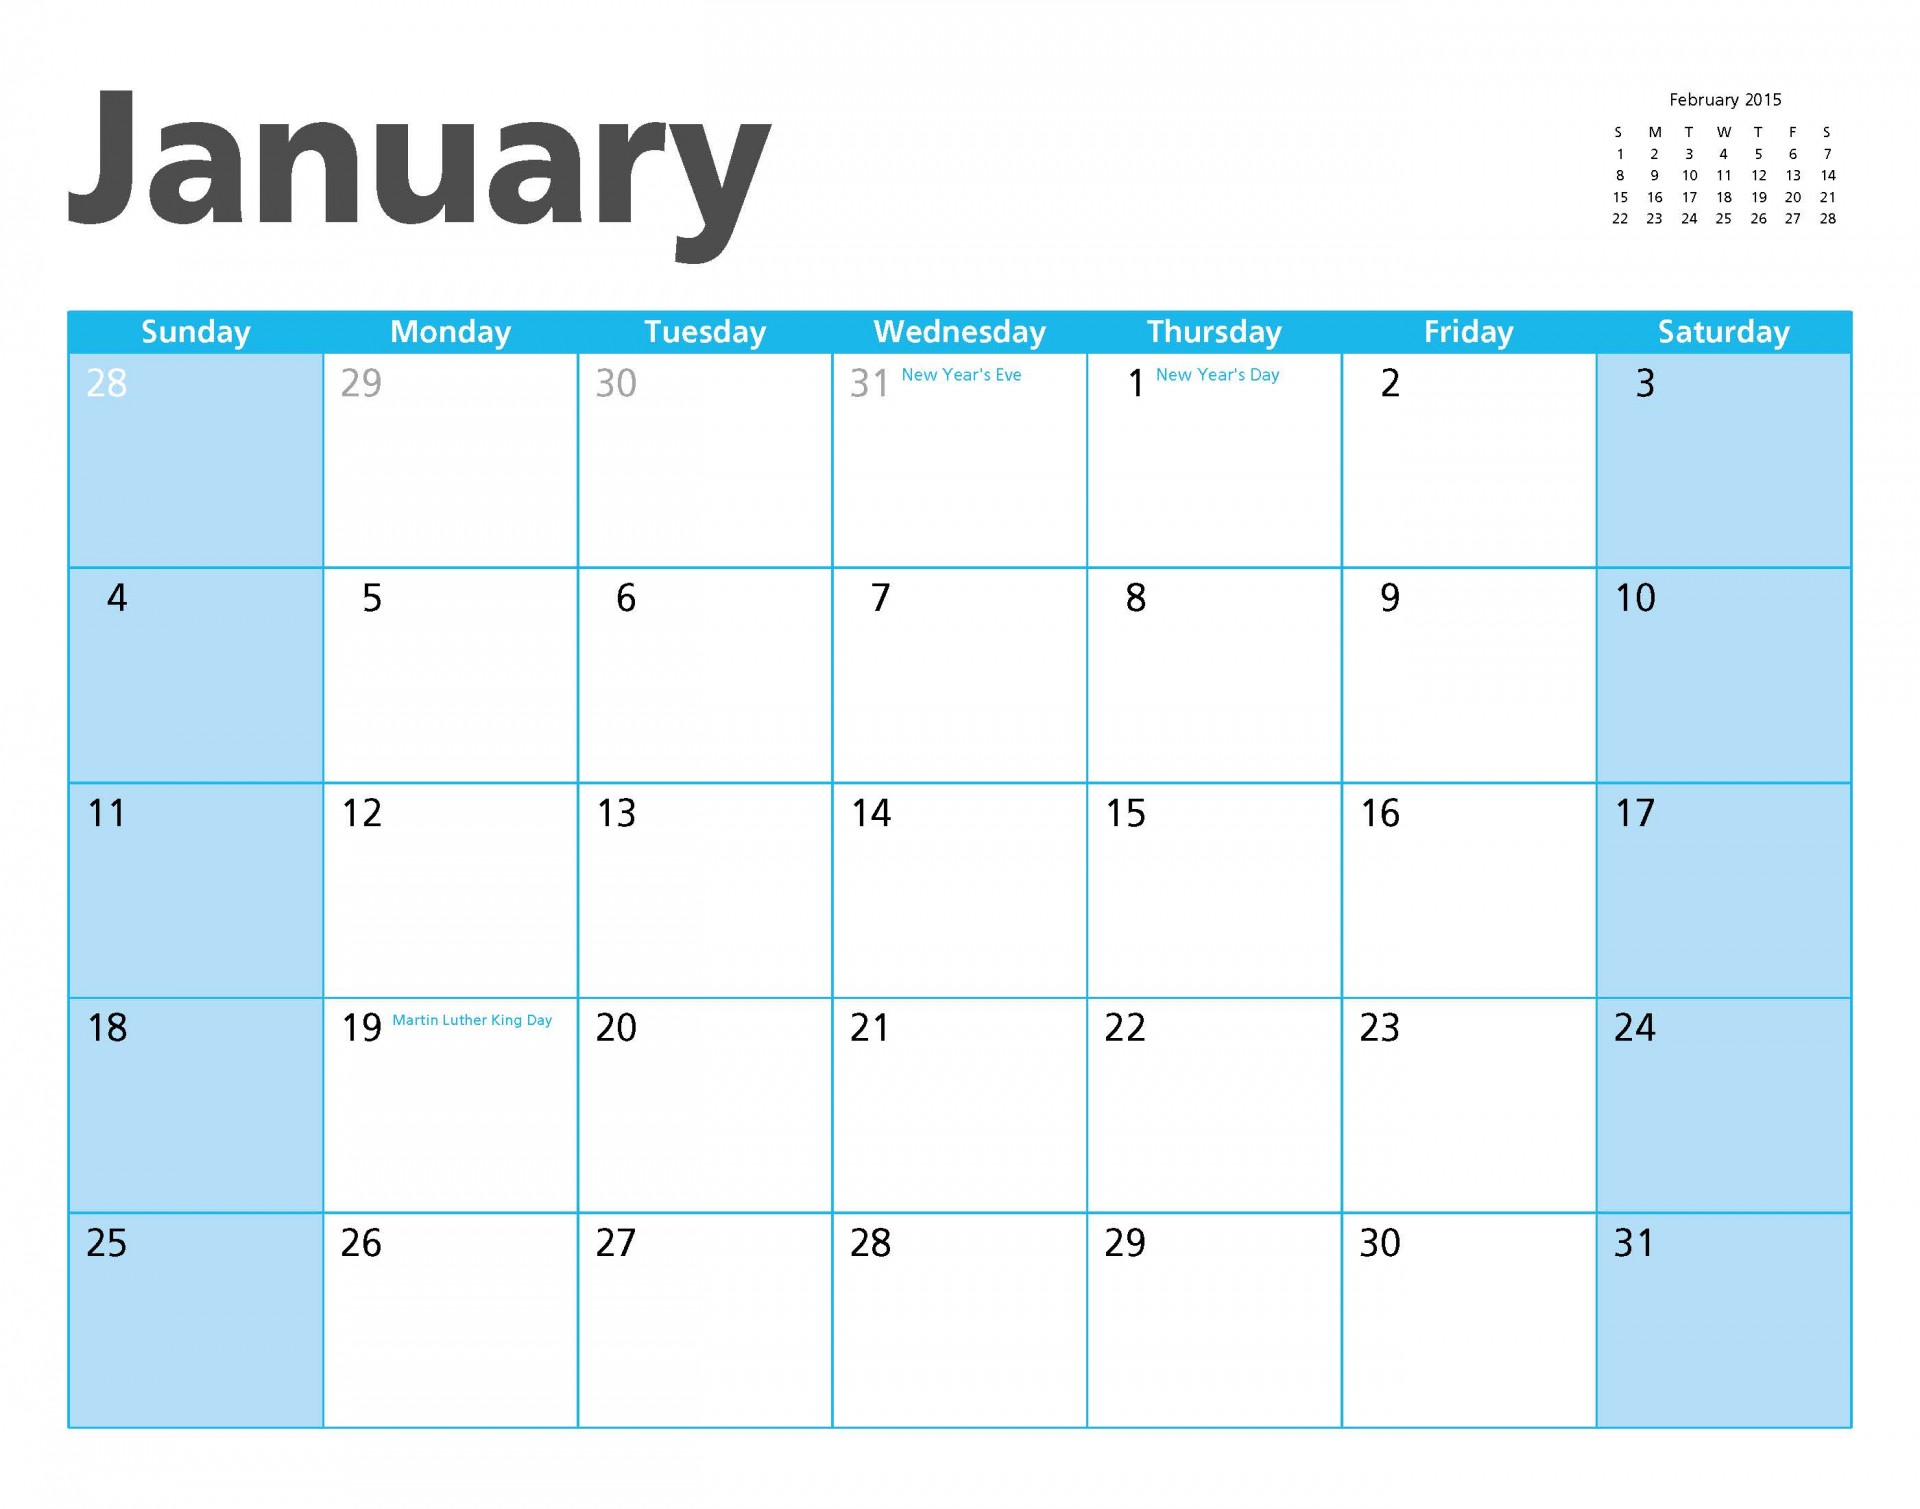 January
February 2015
S M T W T F S
1 2 3 4 5 6 7
8 9 10 11 12 13 14
15 16 17 18 19 20 21
22 23 24 25 26 27 28
Sunday Monday Tuesday Wednesday Thursday Friday Saturday
28 29 30 31 New Year's Eve 1 New Year's Day 2 3
4 5 6 7 8 9 10
11 12 13 14 15 16 17
18 19 Martin Luther King Day 20 21 22 23 24
25 26 27 28 29 30 31